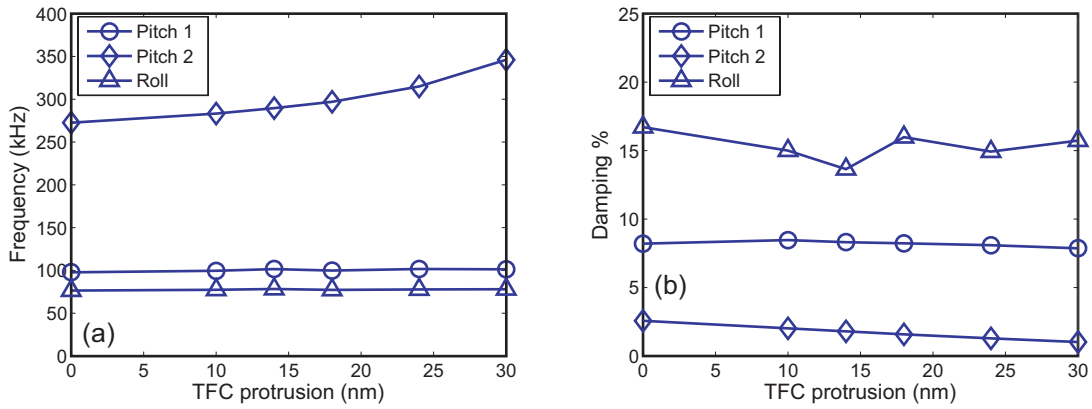 400
350
300
250
200
150
100
50
0
Frequency (kHz)
Pitch 1
Pitch 2
Roll
(a)
0 5 10 15 20 25 30
TFC protrusion (nm)
25
20
15
10
5
0
Damping %
Pitch 1
Pitch 2
Roll
(b)
0 5 10 15 20 25 30
TFC protrusion (nm)